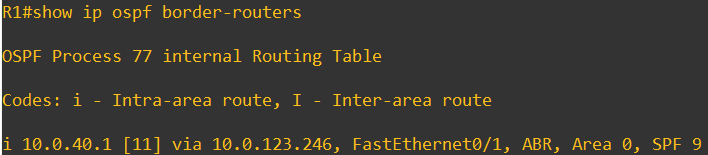 R1#show ip ospf border-routers
OSPF Process 77 internal Routing Table
Codes: i - Intra-area route, I - Inter-area route
i 10.0.40.1 [11] via 10.0.123.246, FastEthernet0/1, ABR, Area 0, SPF 9